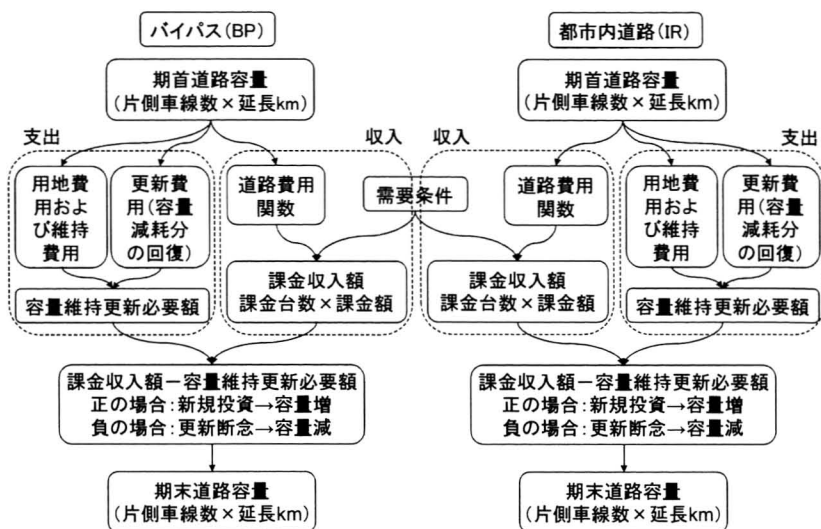 バイパス(BP)
都市内道路(IR)
期首道路容量
(片側車線数×延長km)
期首道路容量
(片側車線数×延長km)
支出
収入
収入
支出
用地費
用および維持
費用
更新費
用(容量
減耗分
の回復)
道路費用
関数
需要条件
道路費用
関数
用地費
用および維持
費用
更新費
用(容量
減耗分
の回復)
容量維持更新必要額
課金収入額
課金台数×課金額
課金収入額
課金台数×課金額
容量維持更新必要額
課金収入額－容量維持更新必要額
正の場合:新規投資→容量増
負の場合:更新断念→容量減
課金収入額－容量維持更新必要額
正の場合:新規投資→容量増
負の場合:更新断念→容量減
期末道路容量
(片側車線数×延長km)
期末道路容量
(片側車線数×延長km)